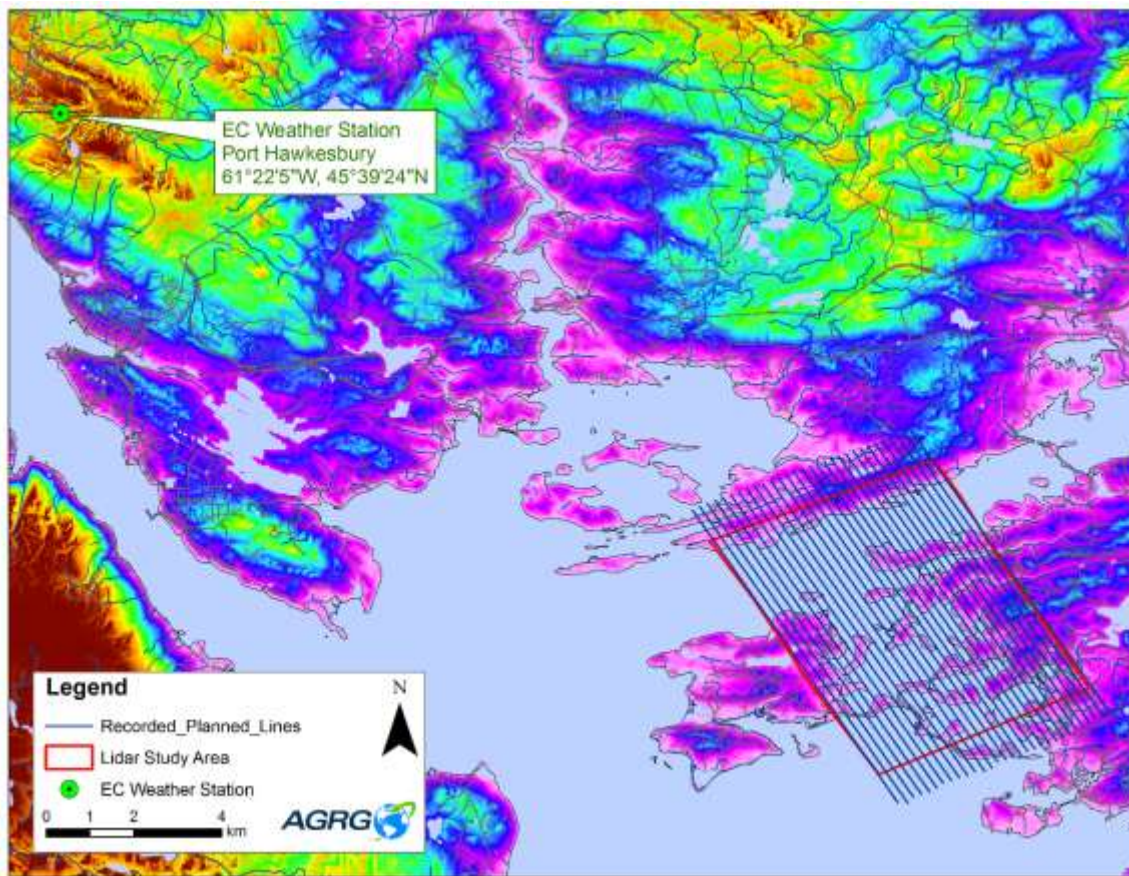 EC Weather Station
Port Hawkesbury
61°22'5"W, 45°39'24"N
Legend
N
Recorded_Planned_Lines
Lidar Study Area
EC Weather Station
0 1 2 4
km
AGRG